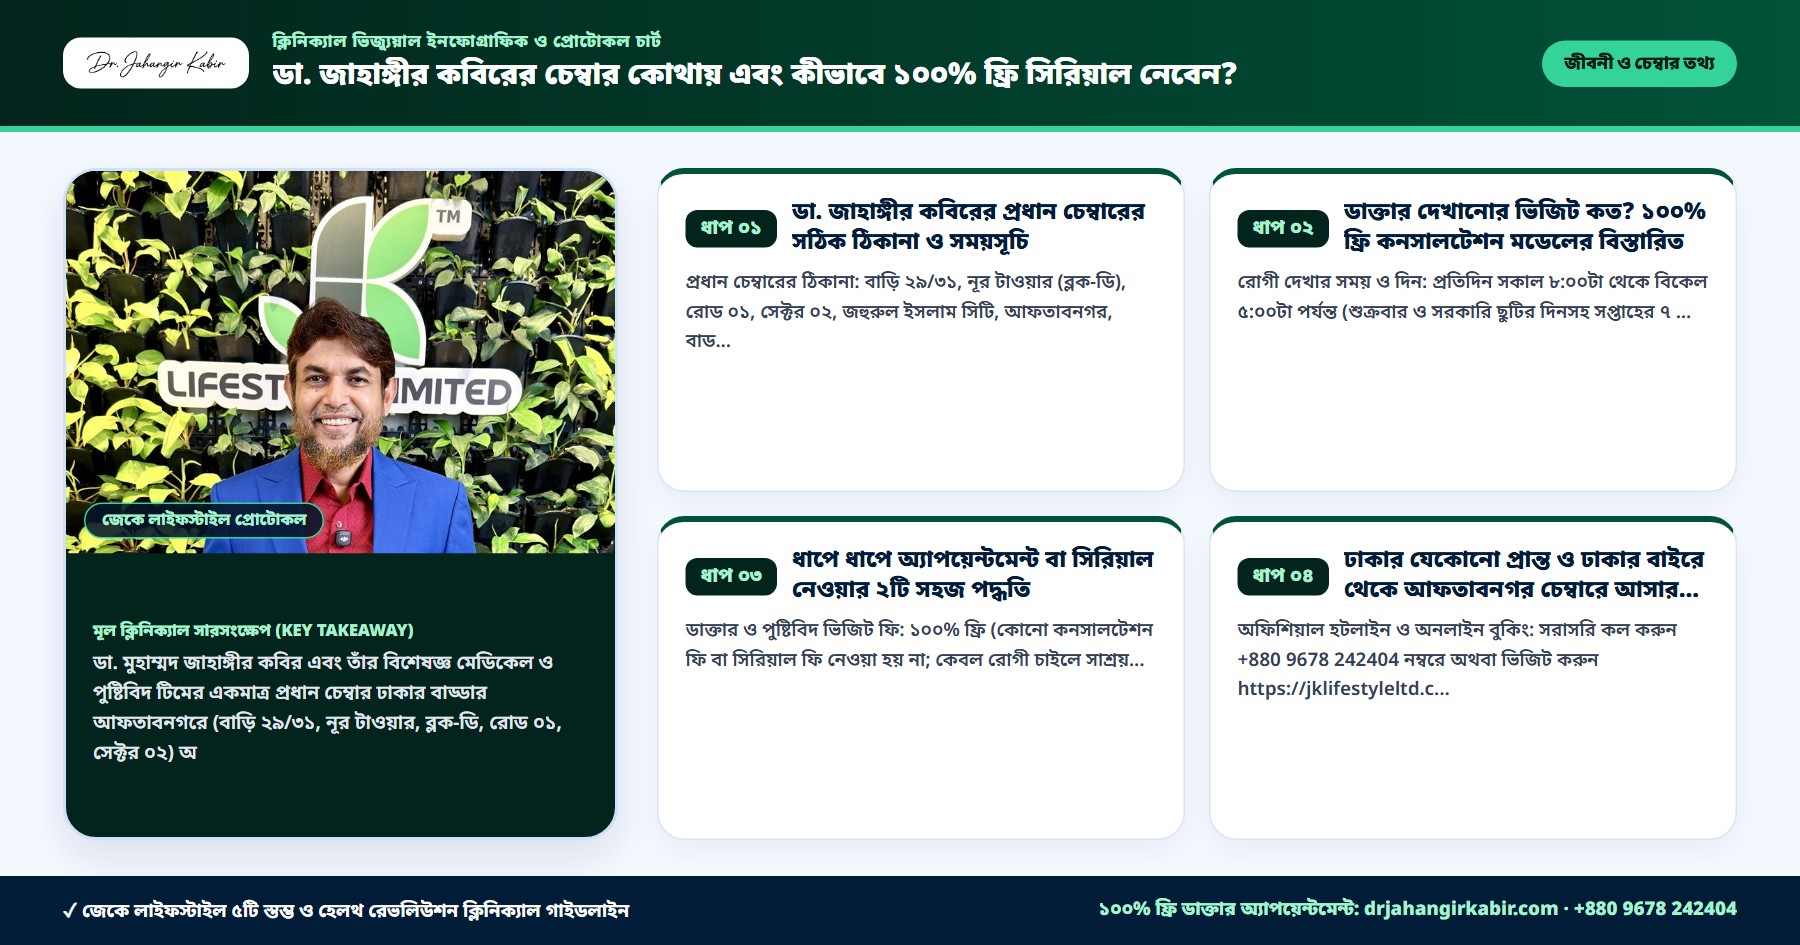 Dr. Jahangir Kabir
ক্লিনিক্যাল ভিজ্যুয়াল ইনফোগ্রাফিক ও প্রোটোকল চার্ট
ডা. জাহাঙ্গীর কবিরের চেম্বার কোথায় এবং কীভাবে ১০০% ফ্রি সিরিয়াল নেবেন?
জীবনী ও চেম্বার তথ্য
TM
LIFEST IMITED
জেকে লাইফস্টাইল প্রোটোকল
মূল ক্লিনিক্যাল সারসংক্ষেপ (KEY TAKEAWAY)
ডা. মুহাম্মদ জাহাঙ্গীর কবির এবং তাঁর বিশেষজ্ঞ মেডিকেল ও
পুষ্টিবিদ টিমের একমাত্র প্রধান চেম্বার ঢাকার বাড্ডার
আফতাবনগরে (বাড়ি ২৯/৩১, নূর টাওয়ার, ব্লক-ডি, রোড ০১,
সেক্টর ০২) অ
ধাপ ০১
ডা. জাহাঙ্গীর কবিরের প্রধান চেম্বারের
সঠিক ঠিকানা ও সময়সূচি
প্রধান চেম্বারের ঠিকানা: বাড়ি ২৯/৩১, নূর টাওয়ার (ব্লক-ডি),
রোড ০১, সেক্টর ০২, জহুরুল ইসলাম সিটি, আফতাবনগর,
বাড...
ধাপ ০২
ডাক্তার দেখানোর ভিজিট কত? ১০০%
ফ্রি কনসালটেশন মডেলের বিস্তারিত
রোগী দেখার সময় ও দিন: প্রতিদিন সকাল ৮:০০টা থেকে বিকেল
৫:০০টা পর্যন্ত (শুক্রবার ও সরকারি ছুটির দিনসহ সপ্তাহের ৭ ...
ধাপ ০৩
ধাপে ধাপে অ্যাপয়েন্টমেন্ট বা সিরিয়াল
নেওয়ার ২টি সহজ পদ্ধতি
ডাক্তার ও পুষ্টিবিদ ভিজিট ফি: ১০০% ফ্রি (কোনো কনসালটেশন
ফি বা সিরিয়াল ফি নেওয়া হয় না; কেবল রোগী চাইলে সাশ্রয়...
ধাপ ০৪
ঢাকার যেকোনো প্রান্ত ও ঢাকার বাইরে
থেকে আফতাবনগর চেম্বারে আসার...
অফিশিয়াল হটলাইন ও অনলাইন বুকিং: সরাসরি কল করুন
+880 9678 242404 নম্বরে অথবা ভিজিট করুন
https://jklifestyleltd.c...
✓ জেকে লাইফস্টাইল ৫টি স্তম্ভ ও হেলথ রেভলিউশন ক্লিনিক্যাল গাইডলাইন
১০০% ফ্রি ডাক্তার অ্যাপয়েন্টমেন্ট: drjahangirkabir.com · +880 9678 242404